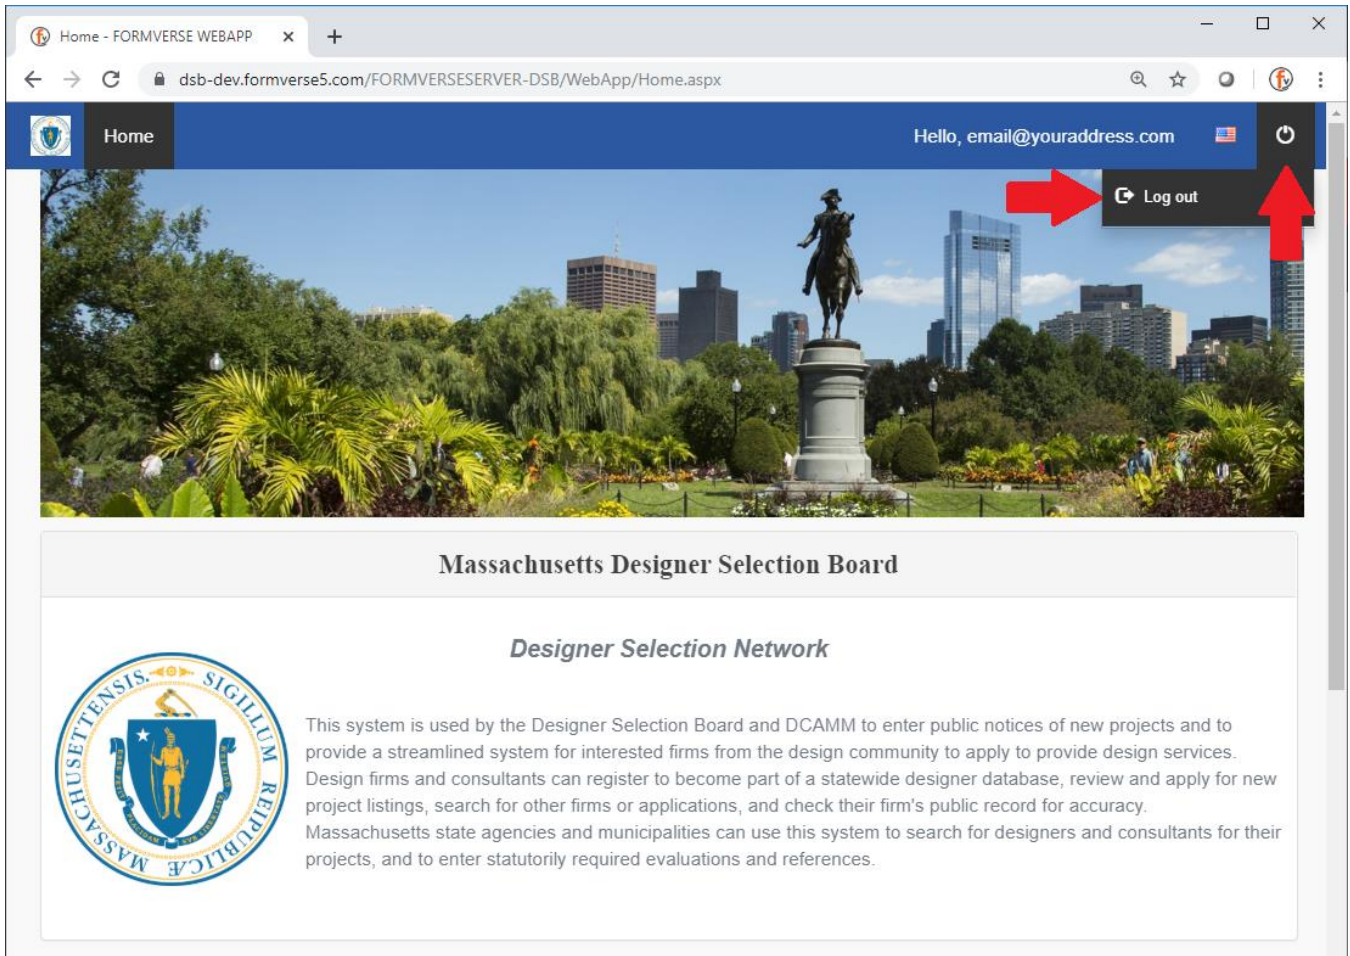 Home - FORMVERSE WEBAPP
dsb-dev.formverse5.com/FORMVERSESERVER-DSB/WebApp/Home.aspx
Home
Hello, email@youraddress.com
Log out
Massachusetts Designer Selection Board
Designer Selection Network
SIGILLUM REIPUBLICÆ MASSACHUSETTENSIS.
This system is used by the Designer Selection Board and DCAMM to enter public notices of new projects and to
provide a streamlined system for interested firms from the design community to apply to provide design services.
Design firms and consultants can register to become part of a statewide designer database, review and apply for new
project listings, search for other firms or applications, and check their firm's public record for accuracy.
Massachusetts state agencies and municipalities can use this system to search for designers and consultants for their
projects, and to enter statutorily required evaluations and references.